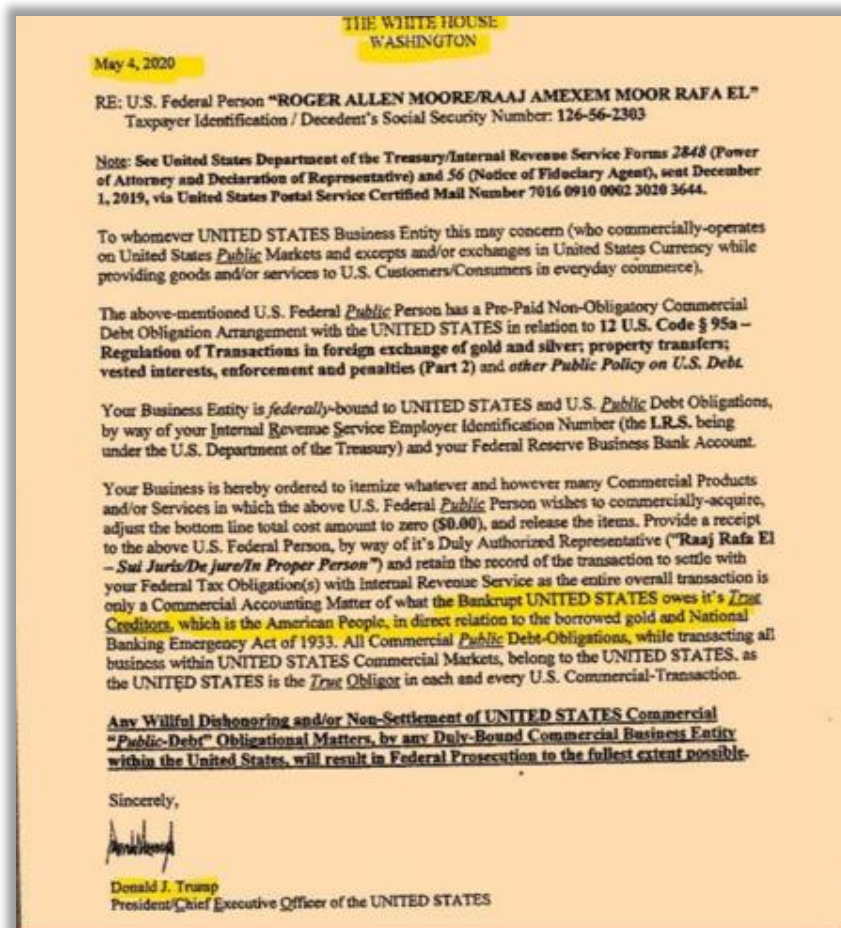 THE WHITE HOUSE
WASHINGTON
May 4, 2020
RE: U.S. Federal Person "ROGER ALLEN MOORE/RAAJ AMEXEM MOOR RAFA EL"
Taxpayer Identification / Decedent's Social Security Number: 126-56-2303
Note: See United States Department of the Treasury/Internal Revenue Service Forms 2848 (Power
of Attorney and Declaration of Representative) and 56 (Notice of Fiduciary Agent), sent December
1, 2019, via United States Postal Service Certified Mail Number 7016 0910 0002 3020 3644.
To whomever UNITED STATES Business Entity this may concern (who commercially-operates
on United States Public Markets and excepts and/or exchanges in United States Currency while
providing goods and/or services to U.S. Customers/Consumers in everyday commerce),
The above-mentioned U.S. Federal Public Person has a Pre-Paid Non-Obligatory Commercial
Debt Obligation Arrangement with the UNITED STATES in relation to 12 U.S. Code § 95a –
Regulation of Transactions in foreign exchange of gold and silver; property transfers;
vested interests, enforcement and penalties (Part 2) and other Public Policy on U.S. Debt.
Your Business Entity is federally-bound to UNITED STATES and U.S. Public Debt Obligations,
by way of your Internal Revenue Service Employer Identification Number (the I.R.S. being
under the U.S. Department of the Treasury) and your Federal Reserve Business Bank Account.
Your Business is hereby ordered to itemize whatever and however many Commercial Products
and/or Services in which the above U.S. Federal Public Person wishes to commercially-acquire,
adjust the bottom line total cost amount to zero ($0.00), and release the items. Provide a receipt
to the above U.S. Federal Person, by way of it's Duly Authorized Representative ("Raaj Rafa El
– Sui Juris/De jure/In Proper Person") and retain the record of the transaction to settle with
your Federal Tax Obligation(s) with Internal Revenue Service as the entire overall transaction is
only a Commercial Accounting Matter of what the Bankrupt UNITED STATES owes it's True
Creditors, which is the American People, in direct relation to the borrowed gold and National
Banking Emergency Act of 1933. All Commercial Public Debt-Obligations, while transacting all
business within UNITED STATES Commercial Markets, belong to the UNITED STATES. as
the UNITED STATES is the True Obligor in each and every U.S. Commercial-Transaction.
Any Willful Dishonoring and/or Non-Settlement of UNITED STATES Commercial
"Public-Debt" Obligational Matters, by any Duly-Bound Commercial Business Entity
within the United States, will result in Federal Prosecution to the fullest extent possible.
Sincerely,
Donald J. Trump
President/Chief Executive Officer of the UNITED STATES